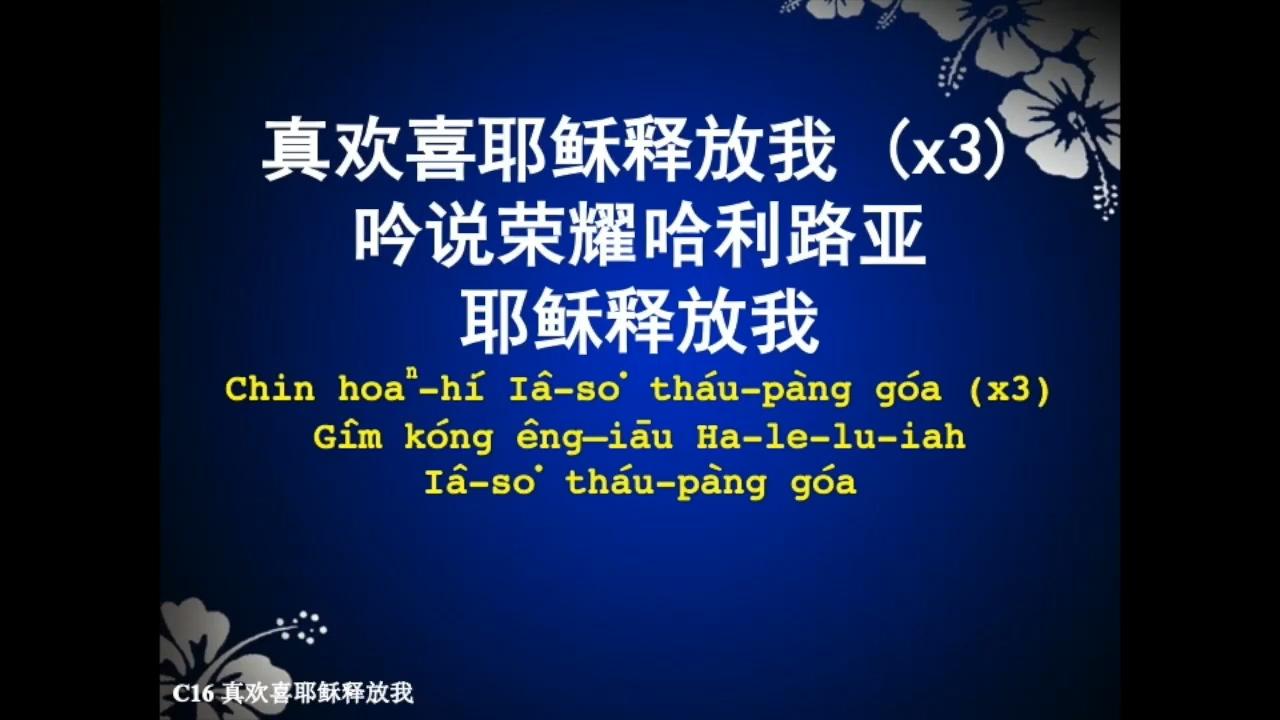 真欢喜耶稣释放我 (x3)
吟说荣耀哈利路亚
耶稣释放我
Chin hoaⁿ-hí Iâ-so͘ tháu-pàng góa (x3)
Gîm kóng êng–iāu Ha-le-lu-iah
Iâ-so͘ tháu-pàng góa
C16 真欢喜耶稣释放我